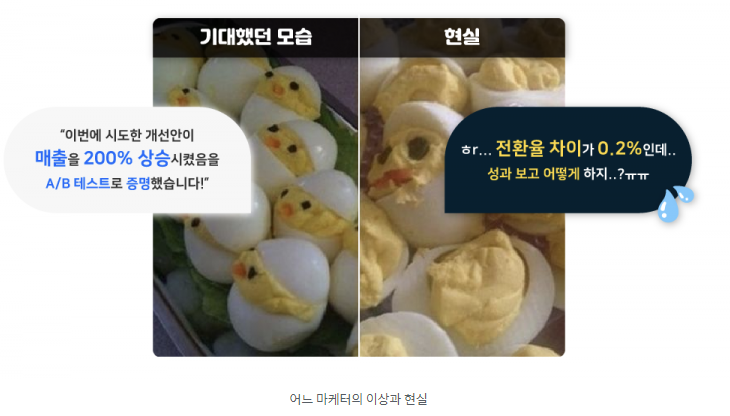 기대했던 모습
현실
“이번에 시도한 개선안이
매출을 200% 상승시켰음을
A/B 테스트로 증명했습니다!”
ㅎr... 전환율 차이가 0.2%인데..
성과 보고 어떻게 하지..?ㅠㅠ
어느 마케터의 이상과 현실